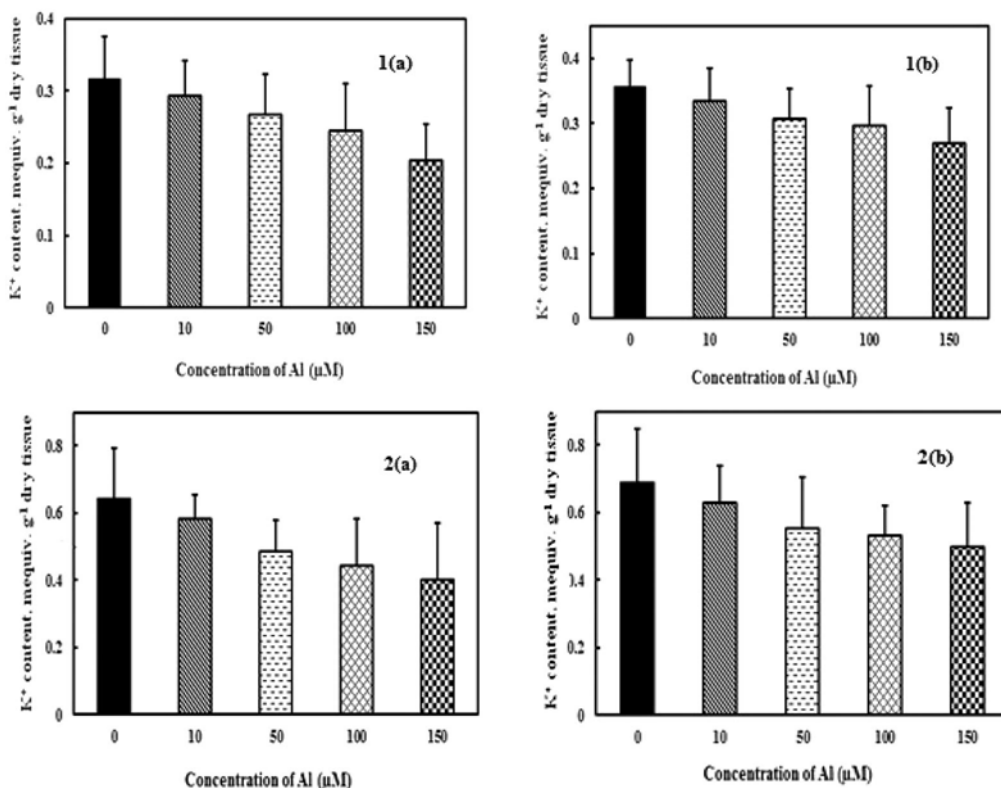 K⁺ content. mequiv. g⁻¹ dry tissue
0.4
0.3
0.2
0.1
0
1(a)
0 10 50 100 150
Concentration of Al (µM)
K⁺ content. mequiv. g⁻¹ dry tissue
0.4
0.3
0.2
0.1
0
1(b)
0 10 50 100 150
Concentration of Al (µM)
K⁺ content. mequiv. g⁻¹ dry tissue
0.8
0.6
0.4
0.2
0
2(a)
0 10 50 100 150
Concentration of Al (µM)
K⁺ content. mequiv. g⁻¹ dry tissue
0.8
0.6
0.4
0.2
0
2(b)
0 10 50 100 150
Concentration of Al (µM)